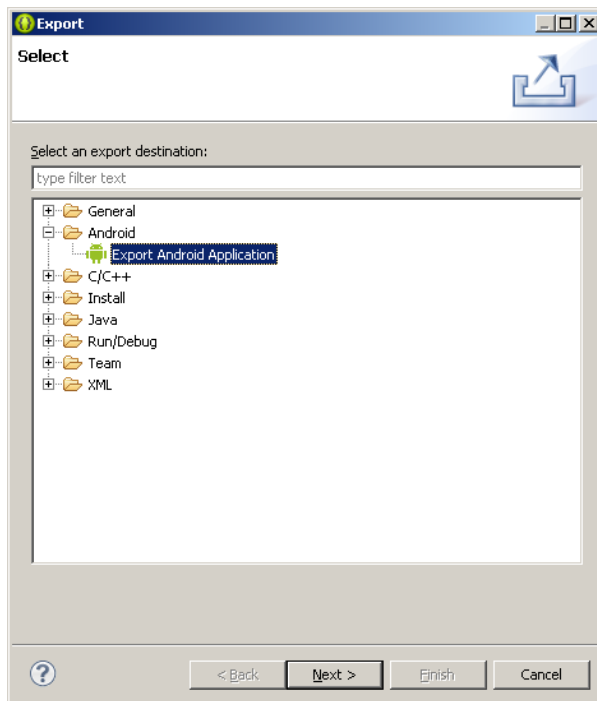 Export
Select
Select an export destination:
type filter text
General
Android
Export Android Application
C/C++
Install
Java
Run/Debug
Team
XML
?
< Back Next > Finish Cancel